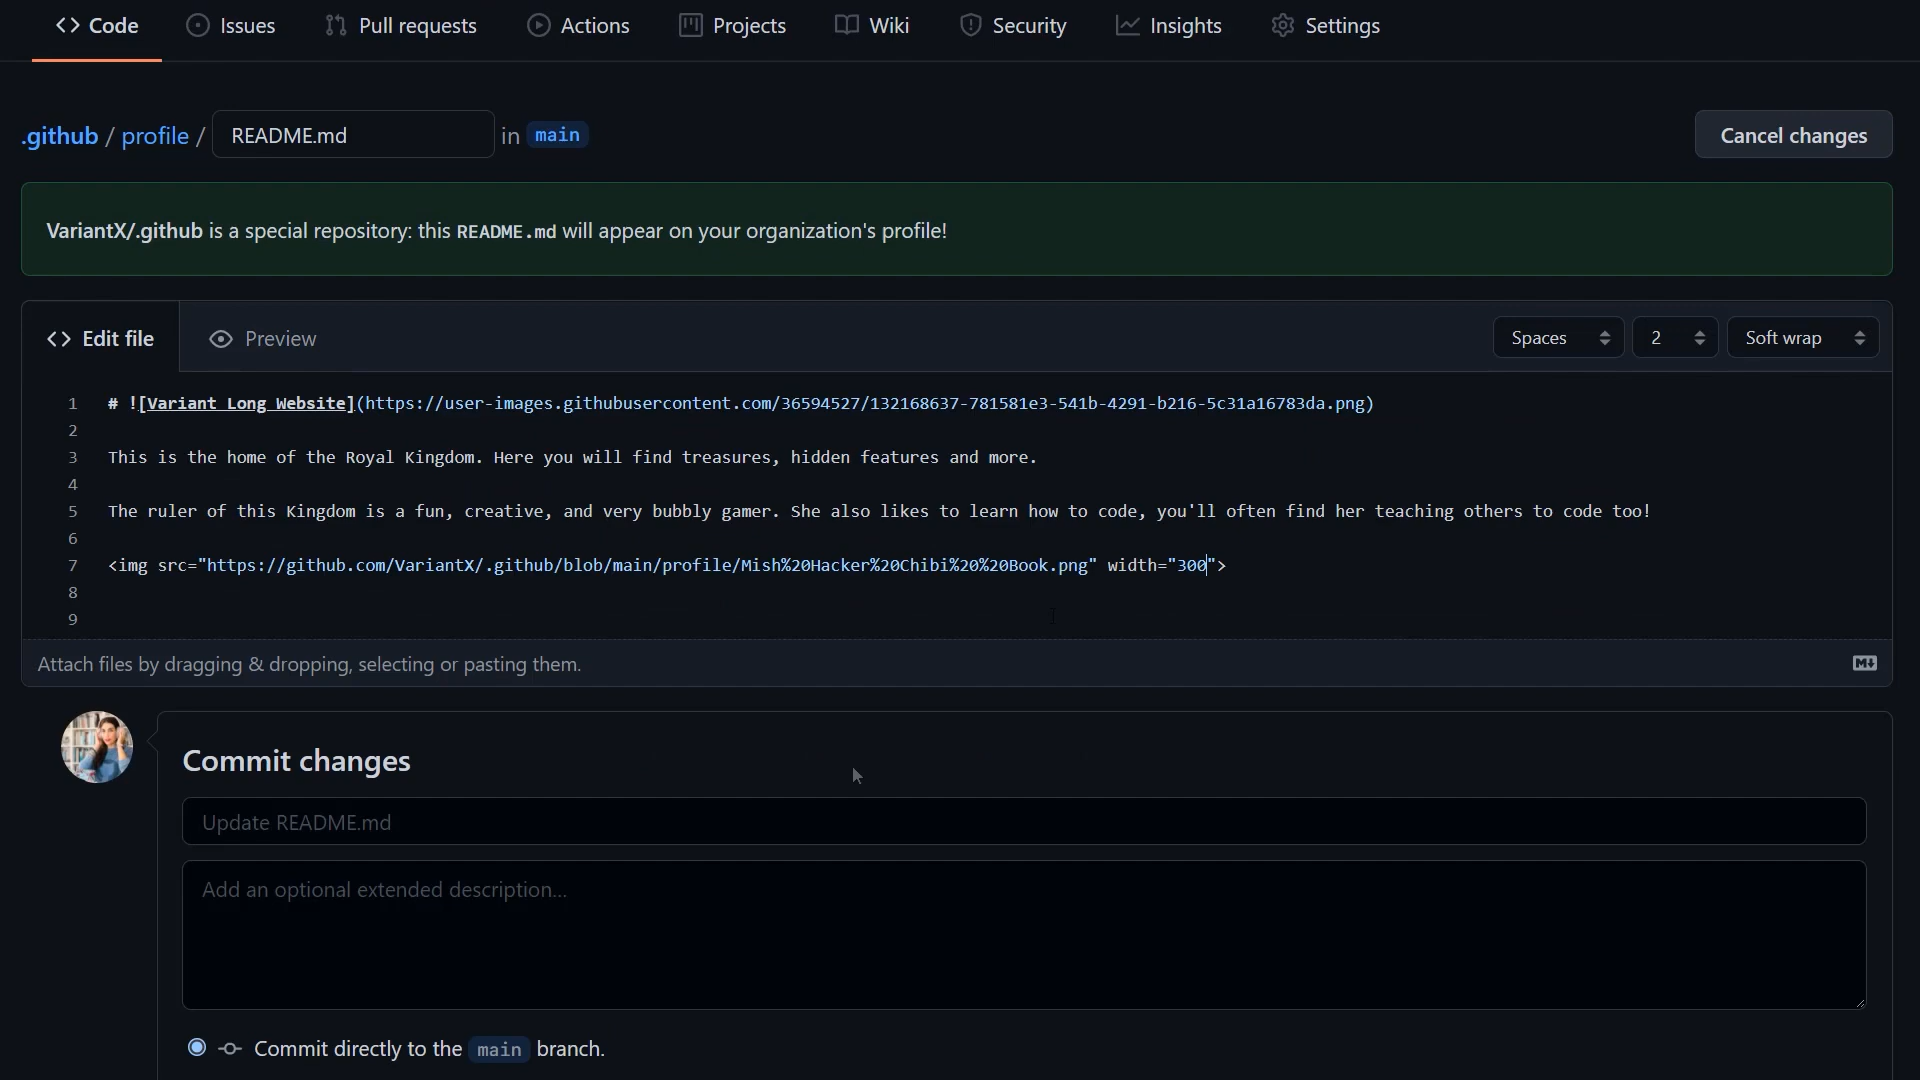 Code Issues Pull requests Actions Projects Wiki Security Insights Settings
.github / profile / README.md in main Cancel changes
VariantX/.github is a special repository: this README.md will appear on your organization's profile!
Edit file Preview Spaces 2 Soft wrap
1 # ![Variant Long Website](https://user-images.githubusercontent.com/36594527/132168637-781581e3-541b-4291-b216-5c31a16783da.png)
2
3 This is the home of the Royal Kingdom. Here you will find treasures, hidden features and more.
4
5 The ruler of this Kingdom is a fun, creative, and very bubbly gamer. She also likes to learn how to code, you'll often find her teaching others to code too!
6
7 <img src="https://github.com/VariantX/.github/blob/main/profile/Mish%20Hacker%20Chibi%20%20Book.png" width="300">
8
9
Attach files by dragging & dropping, selecting or pasting them. M↓
Commit changes
Update README.md
Add an optional extended description...
Commit directly to the main branch.